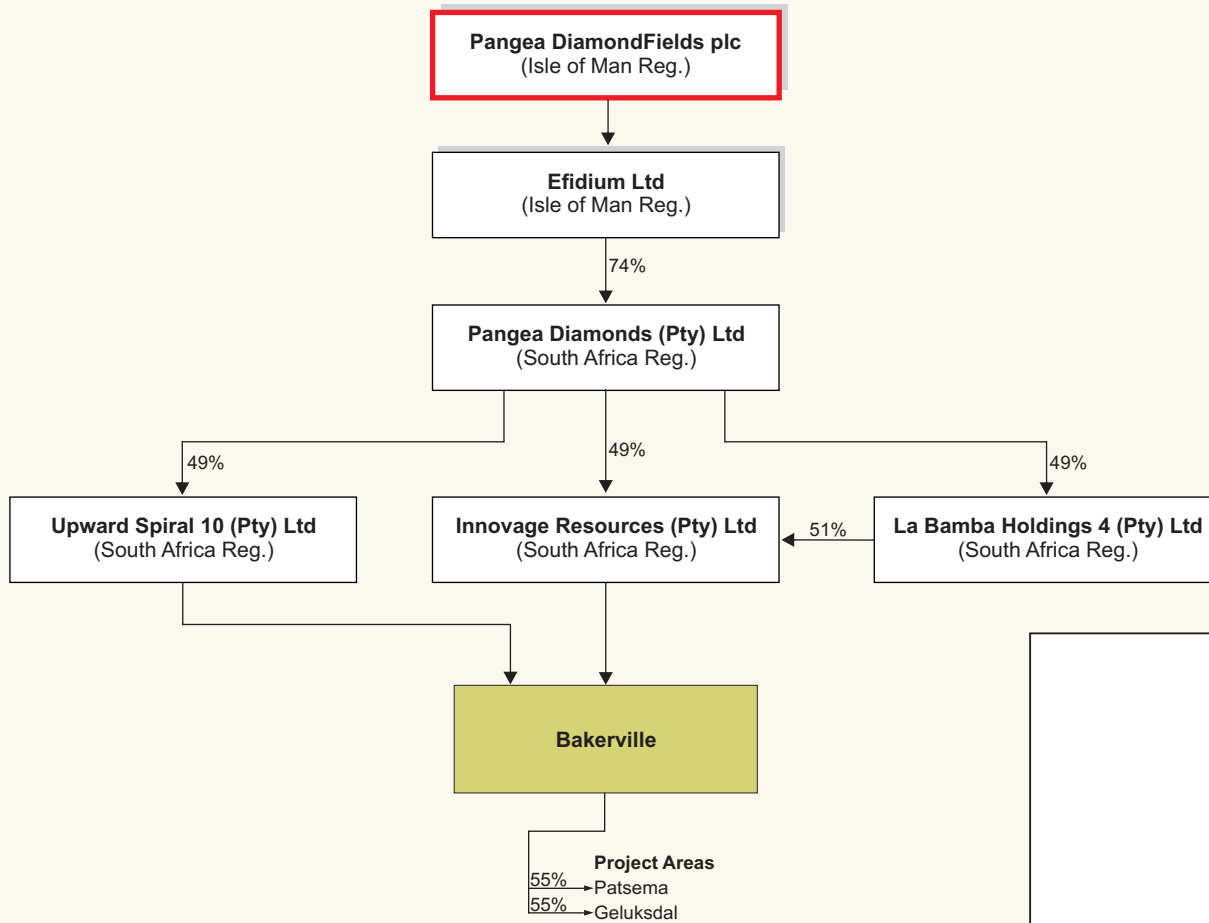 Pangea DiamondFields plc
(Isle of Man Reg.)
Efidium Ltd
(Isle of Man Reg.)
74%
Pangea Diamonds (Pty) Ltd
(South Africa Reg.)
49%
49%
49%
Upward Spiral 10 (Pty) Ltd
(South Africa Reg.)
Innovage Resources (Pty) Ltd
(South Africa Reg.)
51%
La Bamba Holdings 4 (Pty) Ltd
(South Africa Reg.)
Bakerville
Project Areas
55% Patsema
55% Geluksdal